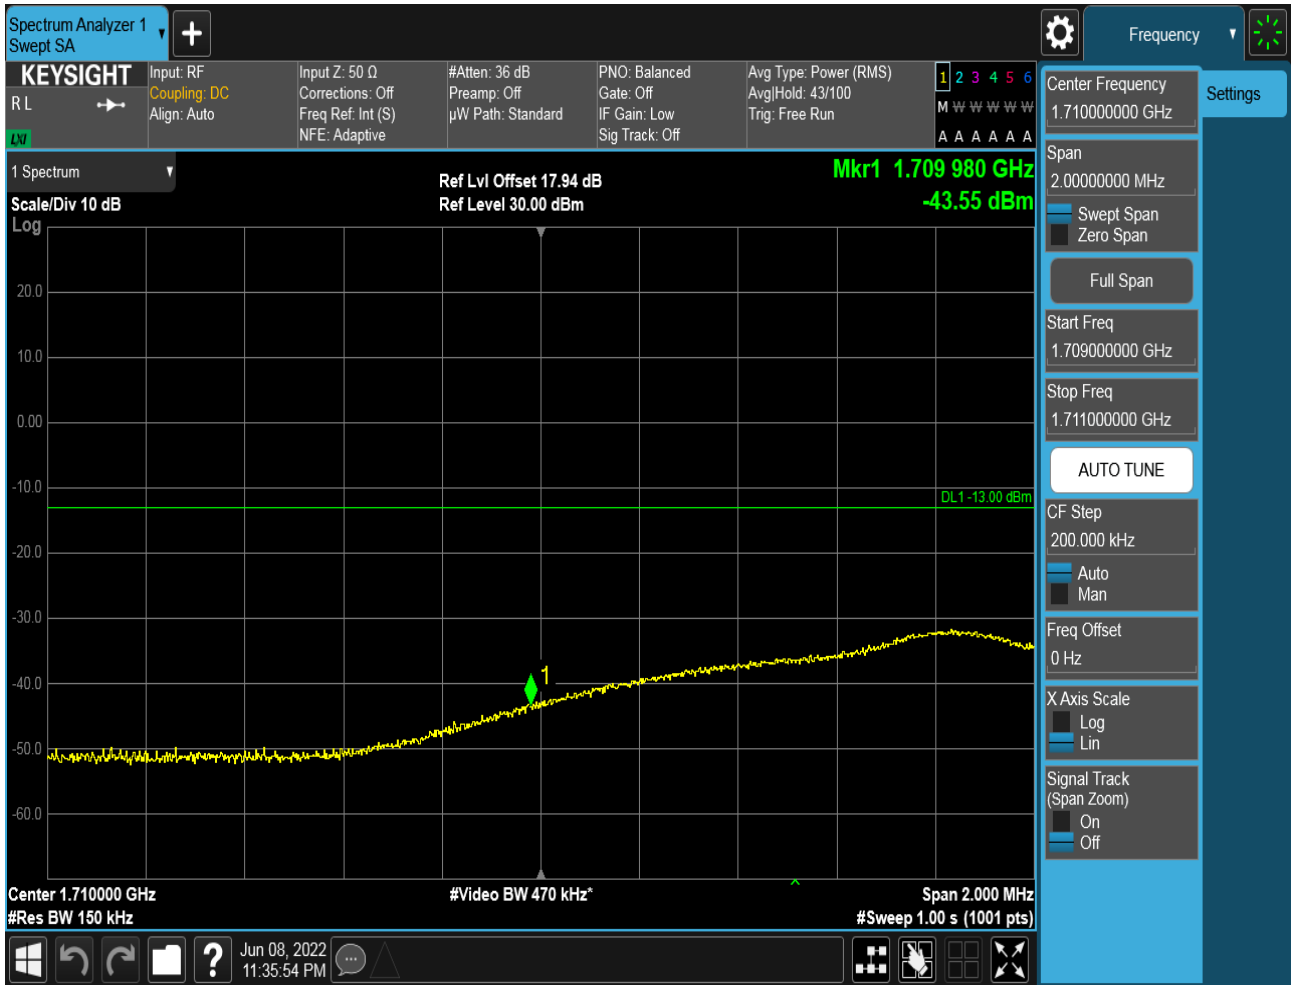 Spectrum Analyzer 1
Swept SA
Frequency
KEYSIGHT
R L
LXI
Input: RF
Coupling: DC
Align: Auto
Input Z: 50 Ω
Corrections: Off
Freq Ref: Int (S)
NFE: Adaptive
#Atten: 36 dB
Preamp: Off
µW Path: Standard
PNO: Balanced
Gate: Off
IF Gain: Low
Sig Track: Off
Avg Type: Power (RMS)
Avg|Hold: 43/100
Trig: Free Run
1 2 3 4 5 6
M W W W W W
A A A A A A
1 Spectrum
Scale/Div 10 dB
Log
Ref Lvl Offset 17.94 dB
Ref Level 30.00 dBm
Mkr1 1.709 980 GHz
-43.55 dBm
20.0
10.0
0.00
-10.0
DL1 -13.00 dBm
-20.0
-30.0
1
-40.0
-50.0
-60.0
Center 1.710000 GHz
#Res BW 150 kHz
#Video BW 470 kHz*
Span 2.000 MHz
#Sweep 1.00 s (1001 pts)
Jun 08, 2022
11:35:54 PM
Center Frequency
1.710000000 GHz
Settings
Span
2.00000000 MHz
Swept Span
Zero Span
Full Span
Start Freq
1.709000000 GHz
Stop Freq
1.711000000 GHz
AUTO TUNE
CF Step
200.000 kHz
Auto
Man
Freq Offset
0 Hz
X Axis Scale
Log
Lin
Signal Track
(Span Zoom)
On
Off